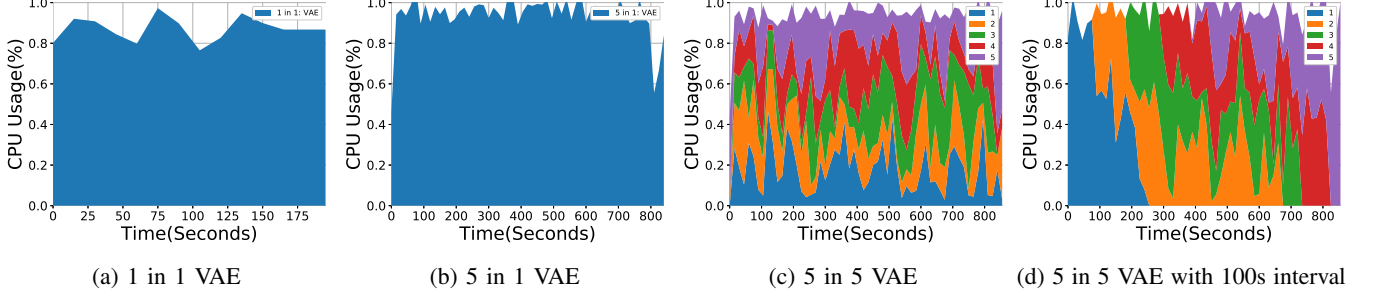 CPU Usage(%)
1.0
0.8
0.6
0.4
0.2
0.0
1 in 1: VAE
0 25 50 75 100 125 150 175
Time(Seconds)
(a) 1 in 1 VAE
CPU Usage(%)
1.0
0.8
0.6
0.4
0.2
0.0
5 in 1: VAE
0 100 200 300 400 500 600 700 800
Time(Seconds)
(b) 5 in 1 VAE
CPU Usage(%)
1.0
0.8
0.6
0.4
0.2
0.0
1
2
3
4
5
0 100 200 300 400 500 600 700 800
Time(Seconds)
(c) 5 in 5 VAE
CPU Usage(%)
1.0
0.8
0.6
0.4
0.2
0.0
1
2
3
4
5
0 100 200 300 400 500 600 700 800
Time(Seconds)
(d) 5 in 5 VAE with 100s interval